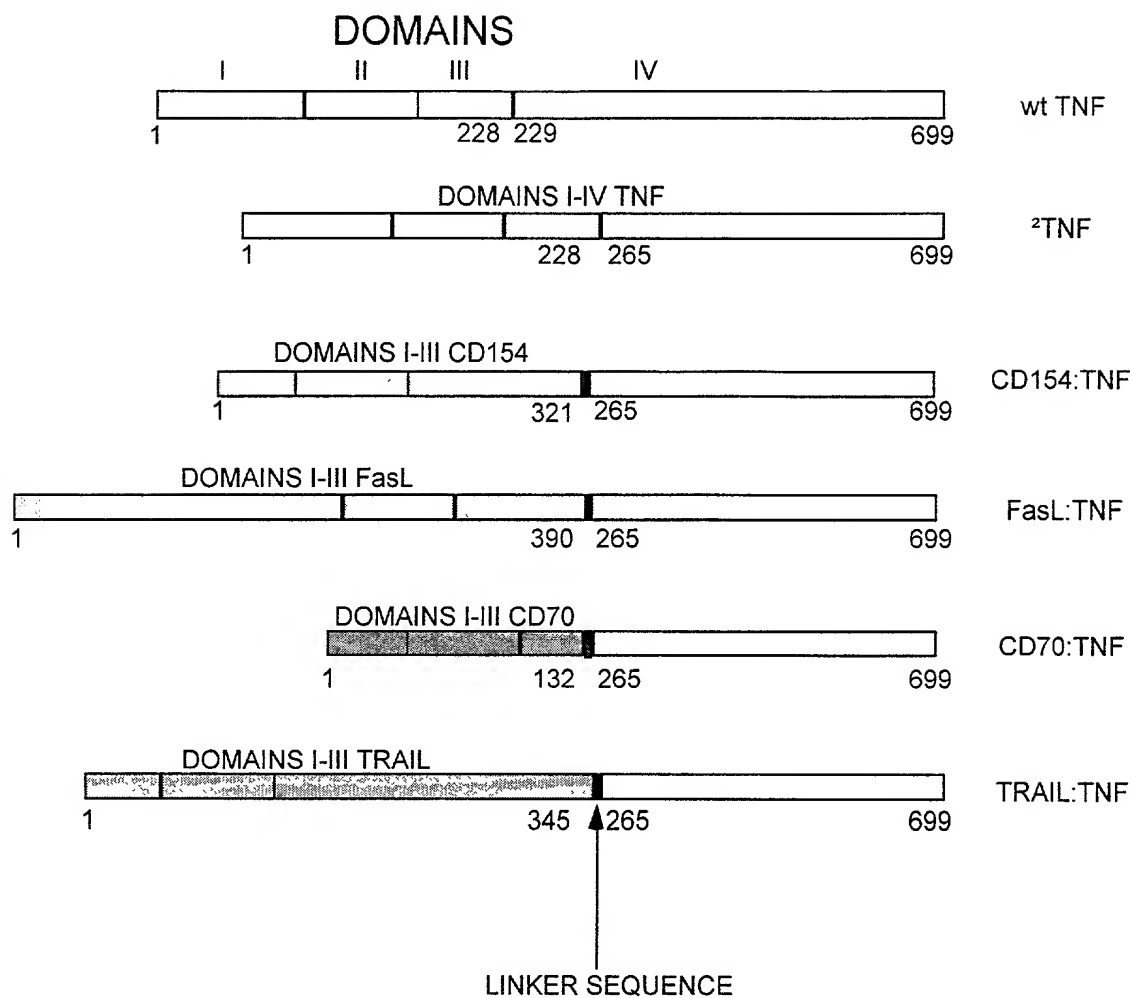 DOMAINS
I II III IV
wt TNF
1 228 229 699
DOMAINS I-IV TNF
²TNF
1 228 265 699
DOMAINS I-III CD154
CD154:TNF
1 321 265 699
DOMAINS I-III FasL
FasL:TNF
1 390 265 699
DOMAINS I-III CD70
CD70:TNF
1 132 265 699
DOMAINS I-III TRAIL
TRAIL:TNF
1 345 265 699
LINKER SEQUENCE